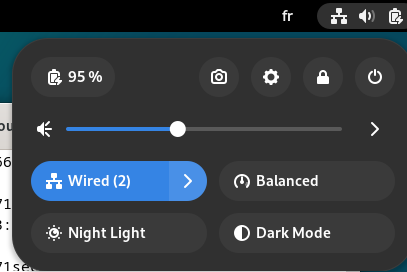 fr
95 %
Wired (2)
Balanced
Night Light
Dark Mode